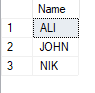 Name
1 ALI
2 JOHN
3 NIK